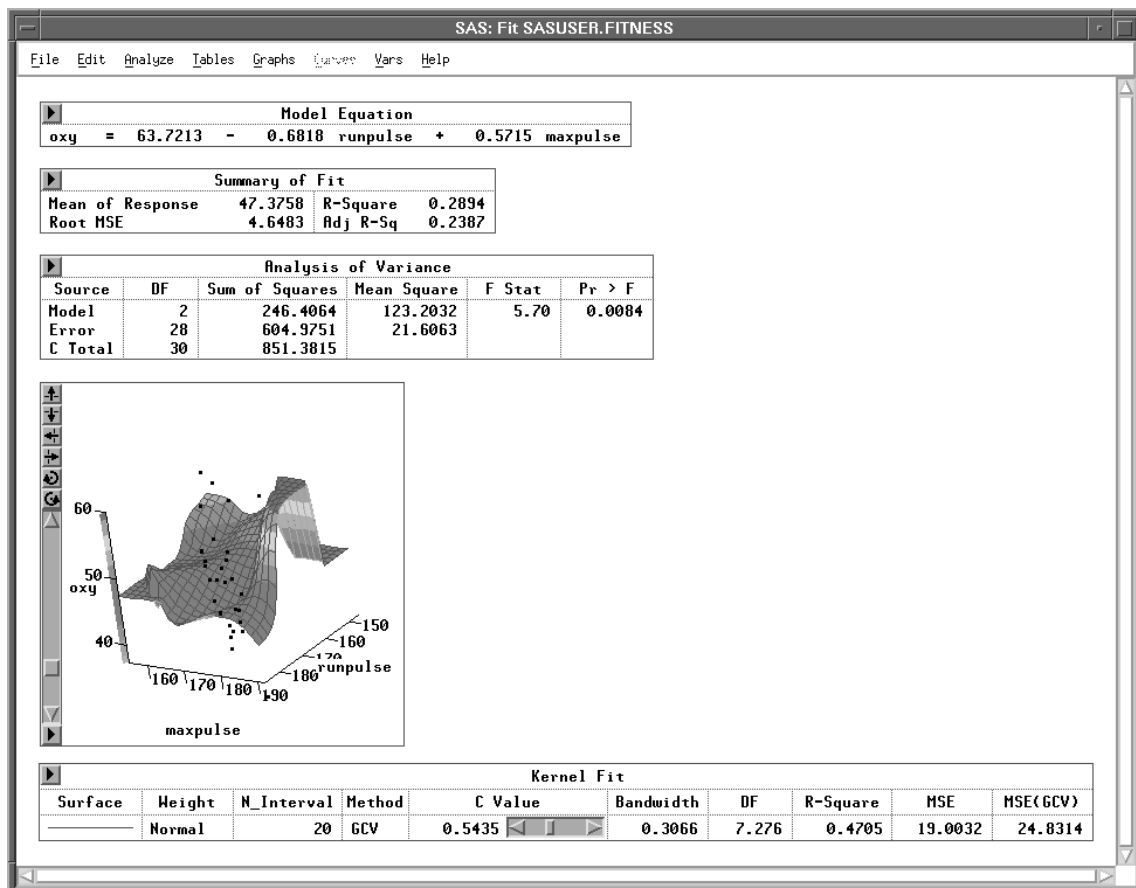 SAS: Fit SASUSER.FITNESS
File Edit Analyze Tables Graphs Curves Vars Help
Model Equation
oxy = 63.7213 - 0.6818 runpulse + 0.5715 maxpulse
Summary of Fit
Mean of Response 47.3758 R-Square 0.2894
Root MSE 4.6483 Adj R-Sq 0.2387
Analysis of Variance
Source DF Sum of Squares Mean Square F Stat Pr > F
Model 2 246.4064 123.2032 5.70 0.0084
Error 28 604.9751 21.6063
C Total 30 851.3815
60
50
oxy
40
150
160
170
runpulse
180
160 170 180 190
maxpulse
Kernel Fit
Surface Weight N_Interval Method C Value Bandwidth DF R-Square MSE MSE(GCV)
Normal 20 GCV 0.5435 0.3066 7.276 0.4705 19.0032 24.8314